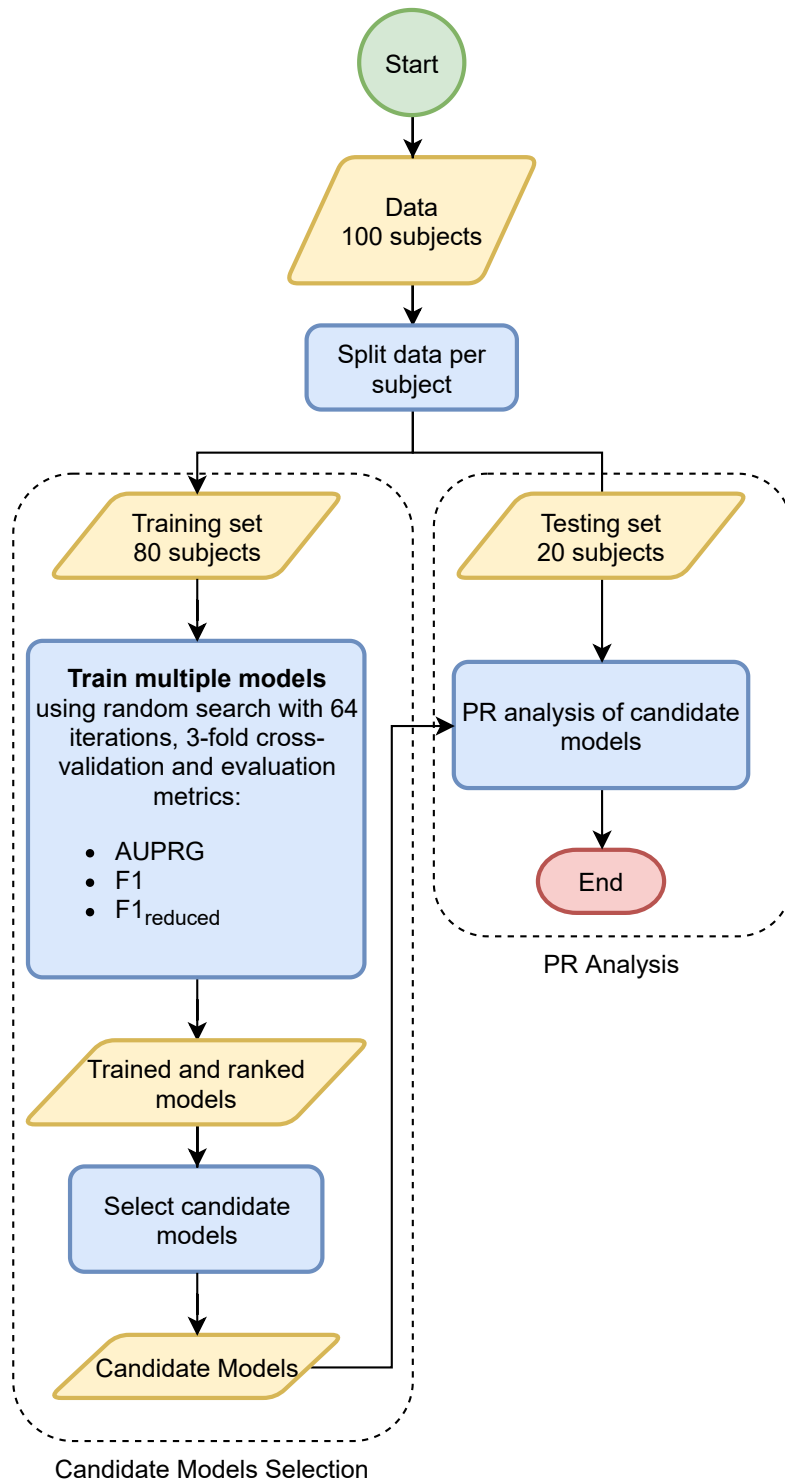 Start
Data
100 subjects
Split data per
subject
Training set
80 subjects
Testing set
20 subjects
Train multiple models
using random search with 64
iterations, 3-fold cross-
validation and evaluation
metrics:
• AUPRG
• F1
• F1reduced
PR analysis of candidate
models
End
PR Analysis
Trained and ranked
models
Select candidate
models
Candidate Models
Candidate Models Selection